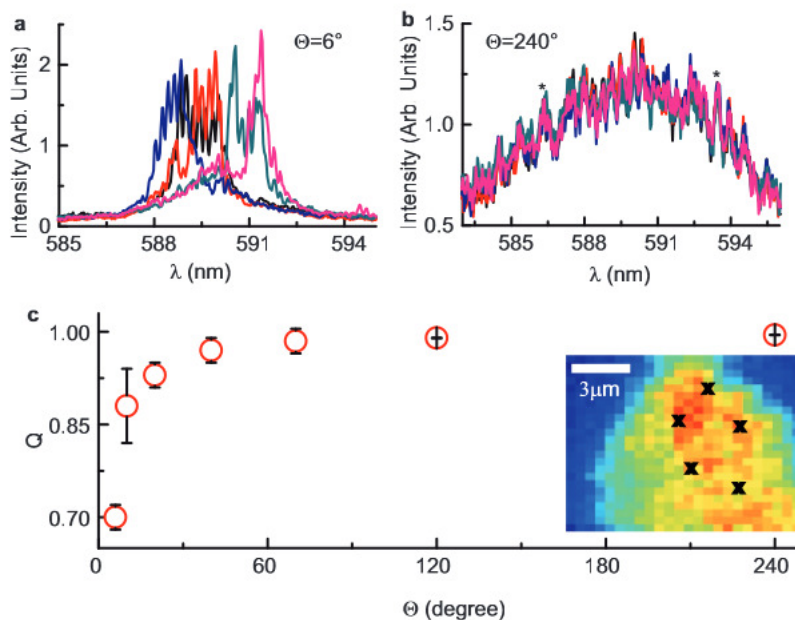 a
Θ=6°
Intensity (Arb. Units)
2
1
0
585
588
591
594
λ (nm)
b
Θ=240°
*
*
Intensity (Arb. Units)
1.5
1.0
0.5
585
588
591
594
λ (nm)
c
Q
1.00
0.85
0.70
3μm
0
60
120
180
240
Θ (degree)